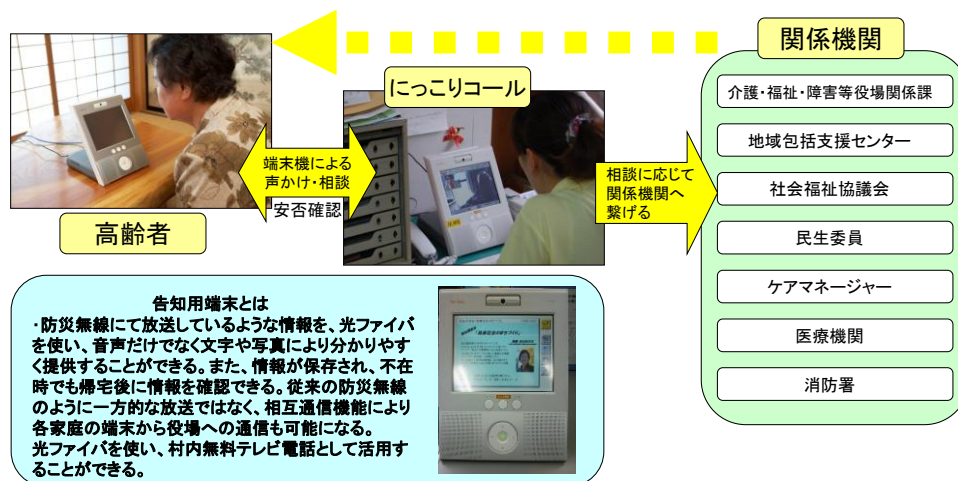 関係機関
にっこりコール
介護・福祉・障害等役場関係課
地域包括支援センター
社会福祉協議会
民生委員
ケアマネージャー
医療機関
消防署
端末機による
声かけ・相談
安否確認
相談に応じて
関係機関へ
繋げる
高齢者
告知用端末とは
・防災無線にて放送しているような情報を、光ファイバ
を使い、音声だけでなく文字や写真により分かりやす
く提供することができる。また、情報が保存され、不在
時でも帰宅後に情報を確認できる。従来の防災無線
のように一方的な放送ではなく、相互通信機能により
各家庭の端末から役場への通信も可能になる。
光ファイバを使い、村内無料テレビ電話として活用す
ることができる。